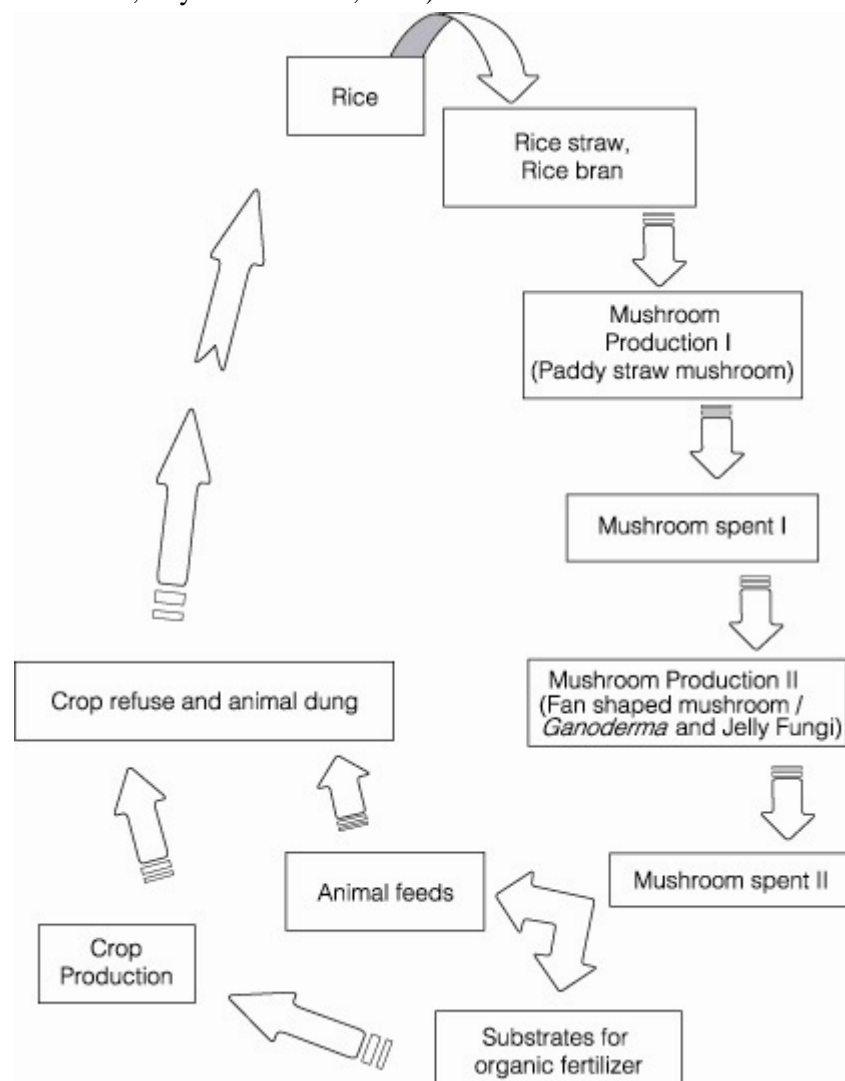 Rice
Rice straw,
Rice bran
Mushroom
Production I
(Paddy straw mushroom)
Mushroom spent I
Mushroom Production II
(Fan shaped mushroom /
Ganoderma and Jelly Fungi)
Mushroom spent II
Animal feeds
Substrates for
organic fertilizer
Crop
Production
Crop refuse and animal dung